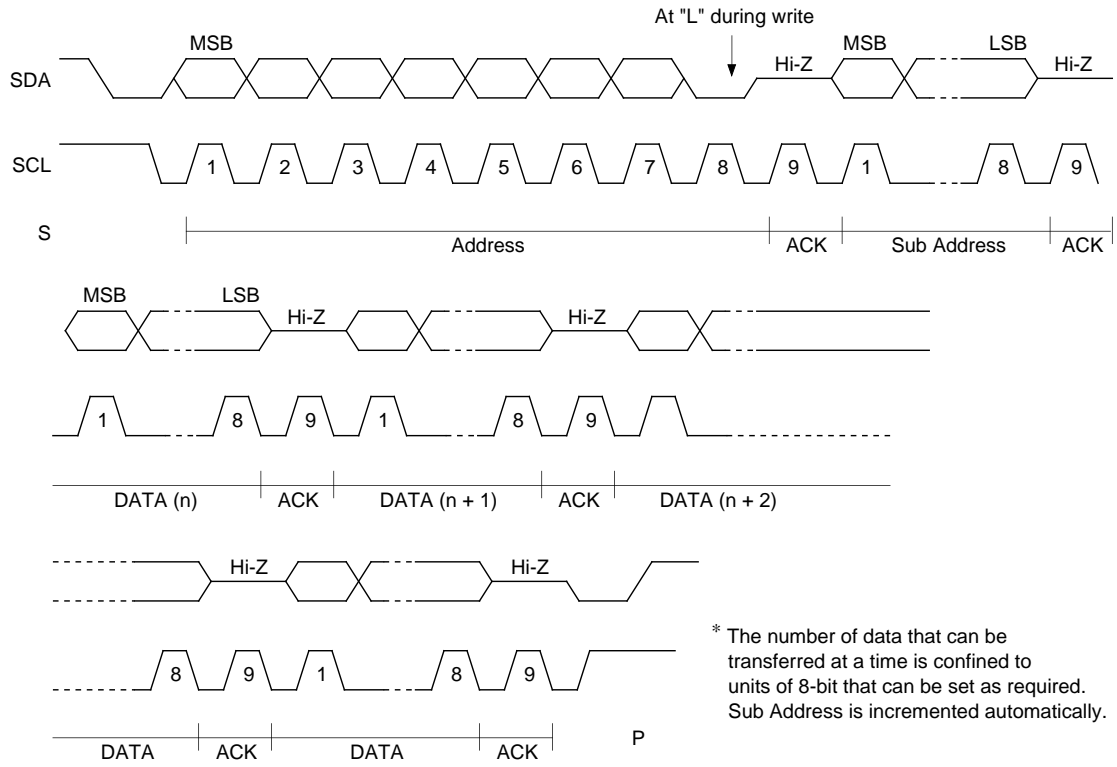 At "L" during write
MSB Hi-Z MSB LSB Hi-Z
SDA
SCL 1 2 3 4 5 6 7 8 9 1 8 9
S Address ACK Sub Address ACK
MSB LSB Hi-Z Hi-Z
1 8 9 1 8 9
DATA (n) ACK DATA (n + 1) ACK DATA (n + 2)
Hi-Z Hi-Z
8 9 1 8 9
DATA ACK DATA ACK P
* The number of data that can be
transferred at a time is confined to
units of 8-bit that can be set as required.
Sub Address is incremented automatically.